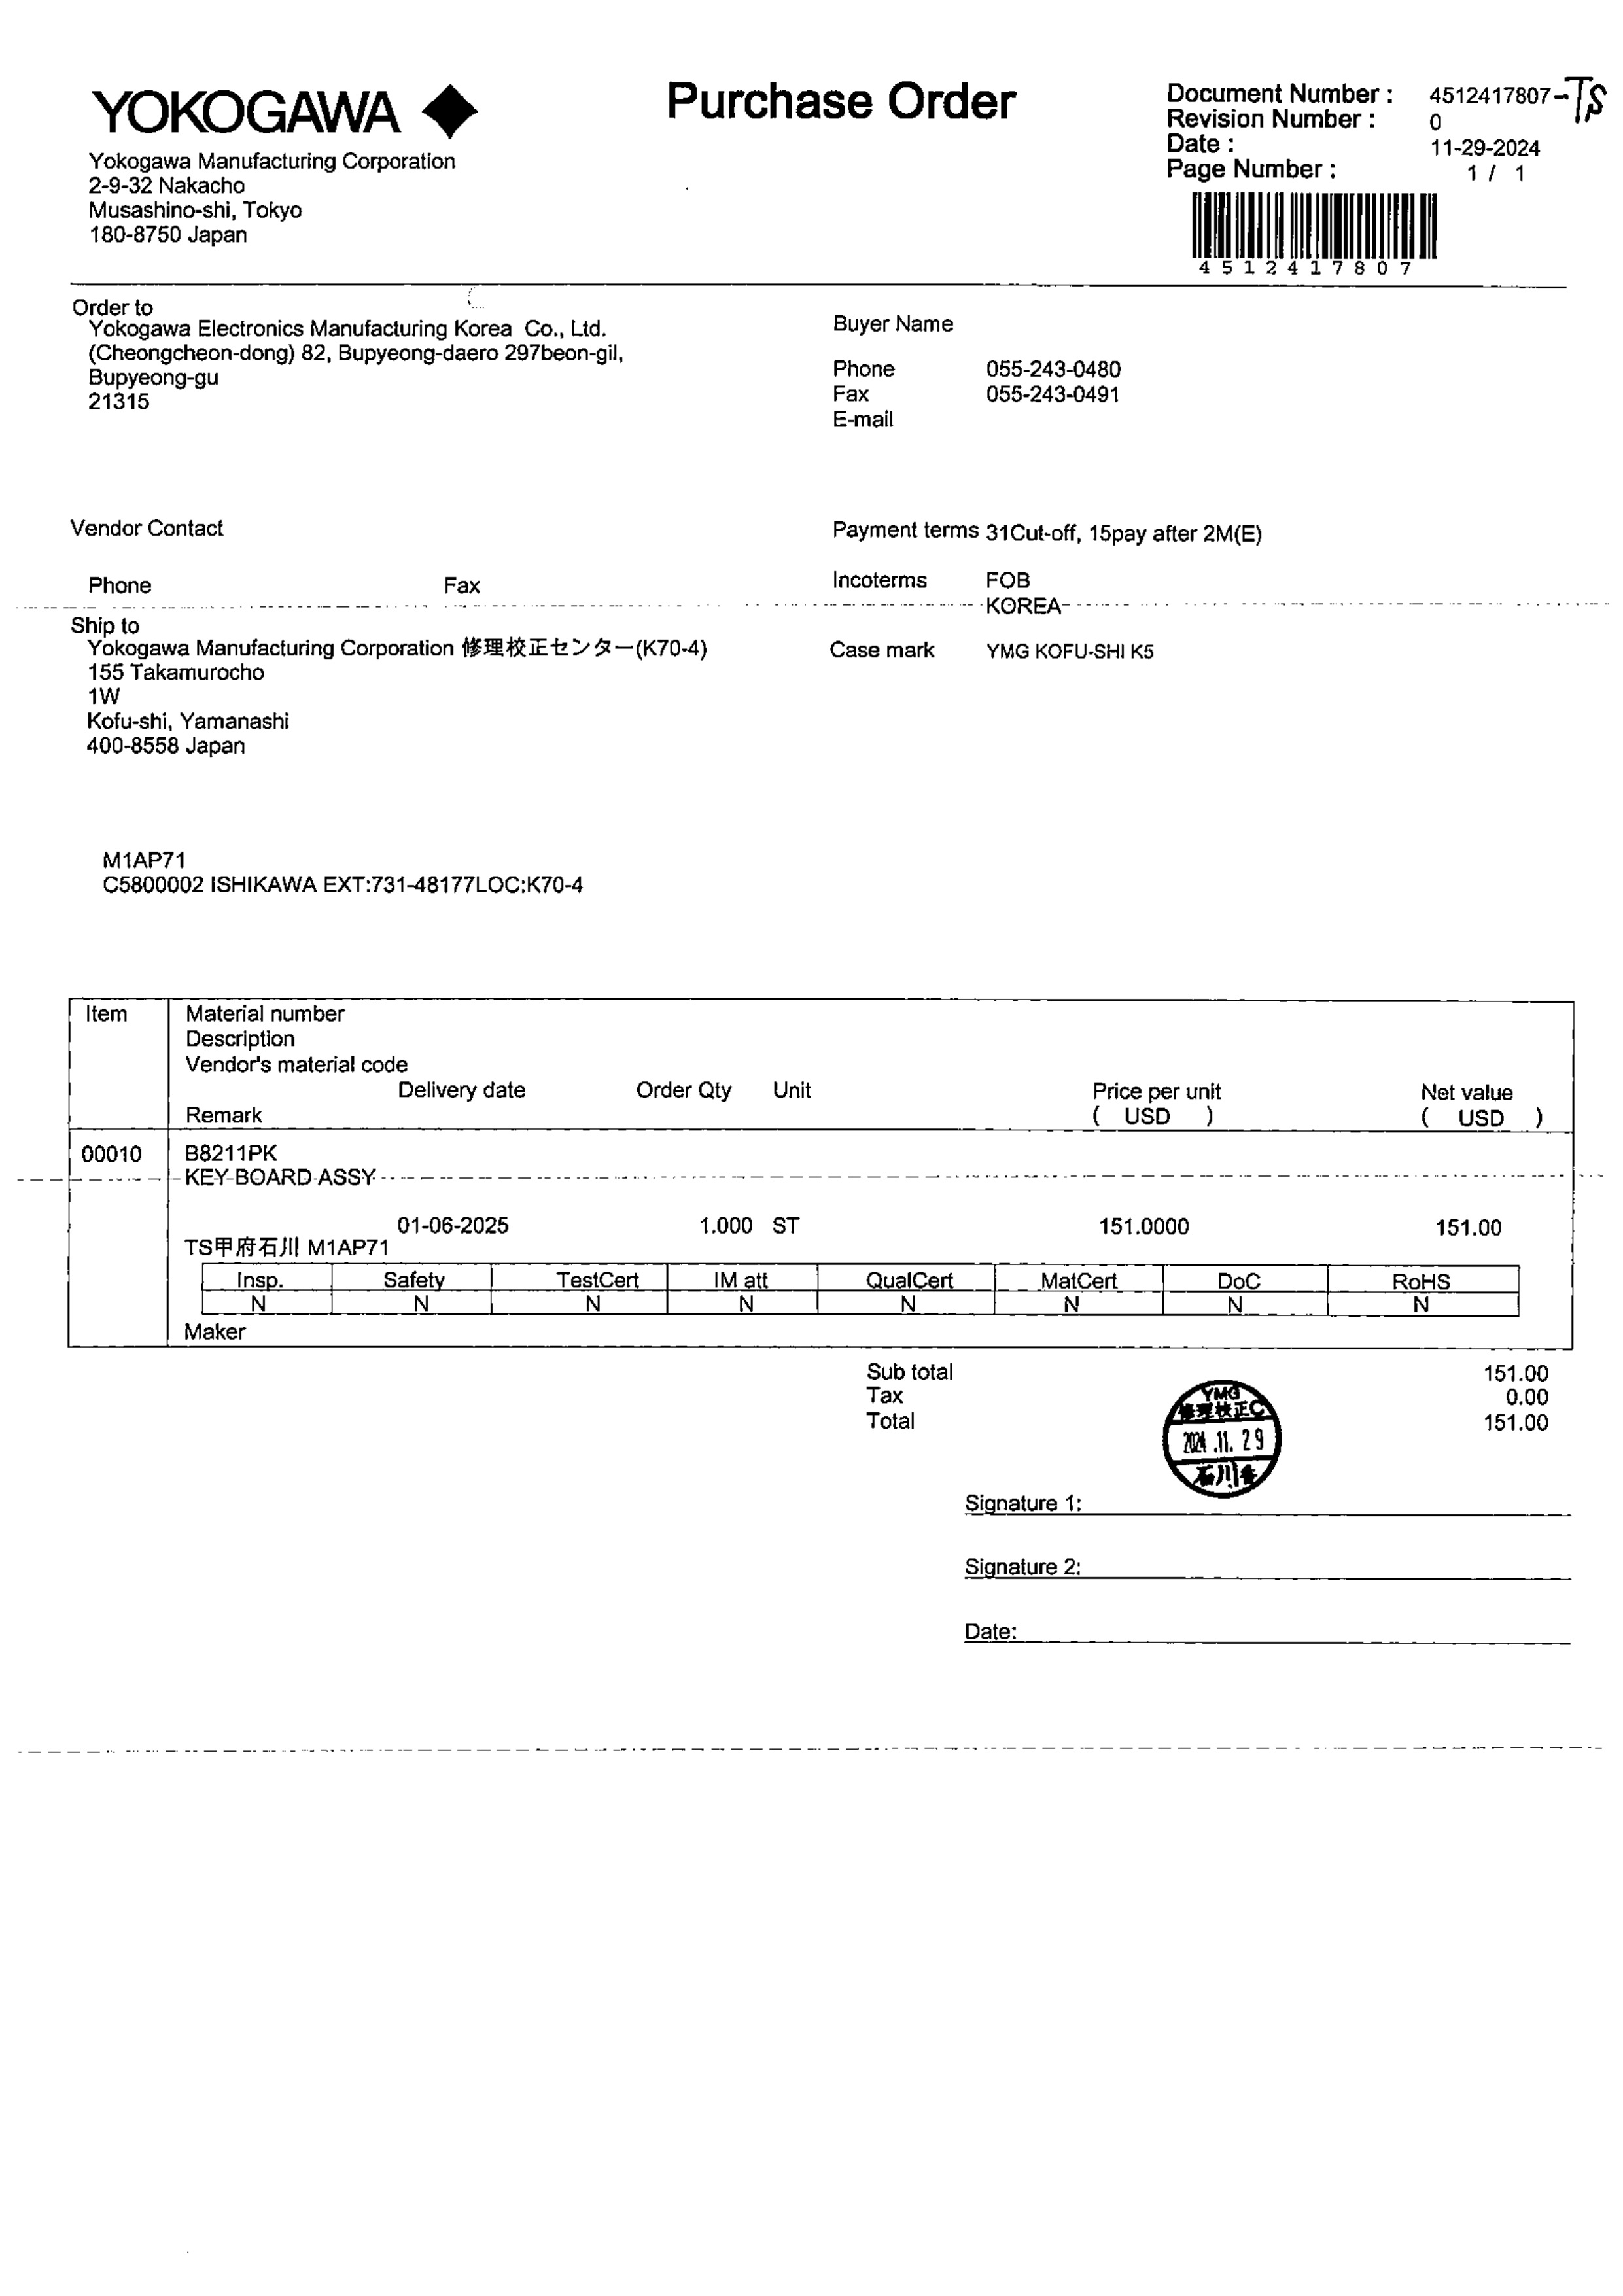 YOKOGAWA
Purchase Order
Document Number : 4512417807-TS
Revision Number : 0
Date : 11-29-2024
Page Number : 1 / 1
4512417807
Yokogawa Manufacturing Corporation
2-9-32 Nakacho
Musashino-shi, Tokyo
180-8750 Japan
Order to
Yokogawa Electronics Manufacturing Korea Co., Ltd.
(Cheongcheon-dong) 82, Bupyeong-daero 297beon-gil,
Bupyeong-gu
21315
Buyer Name
Phone 055-243-0480
Fax 055-243-0491
E-mail
Vendor Contact
Phone Fax
Payment terms 31Cut-off, 15pay after 2M(E)
Incoterms FOB
KOREA
Ship to
Yokogawa Manufacturing Corporation 修理校正センター(K70-4)
155 Takamurocho
1W
Kofu-shi, Yamanashi
400-8558 Japan
Case mark YMG KOFU-SHI K5
M1AP71
C5800002 ISHIKAWA EXT:731-48177LOC:K70-4
Item Material number
Description
Vendor's material code
Delivery date Order Qty Unit Price per unit Net value
Remark ( USD ) ( USD )
00010 B8211PK
KEY BOARD ASSY
01-06-2025 1.000 ST 151.0000 151.00
TS甲府石川 M1AP71
Insp. Safety TestCert IM att QualCert MatCert DoC RoHS
N N N N N N N N
Maker
Sub total 151.00
Tax 0.00
Total 151.00
YMG
修理校正C
2024.11.29
石川
Signature 1:
Signature 2:
Date: